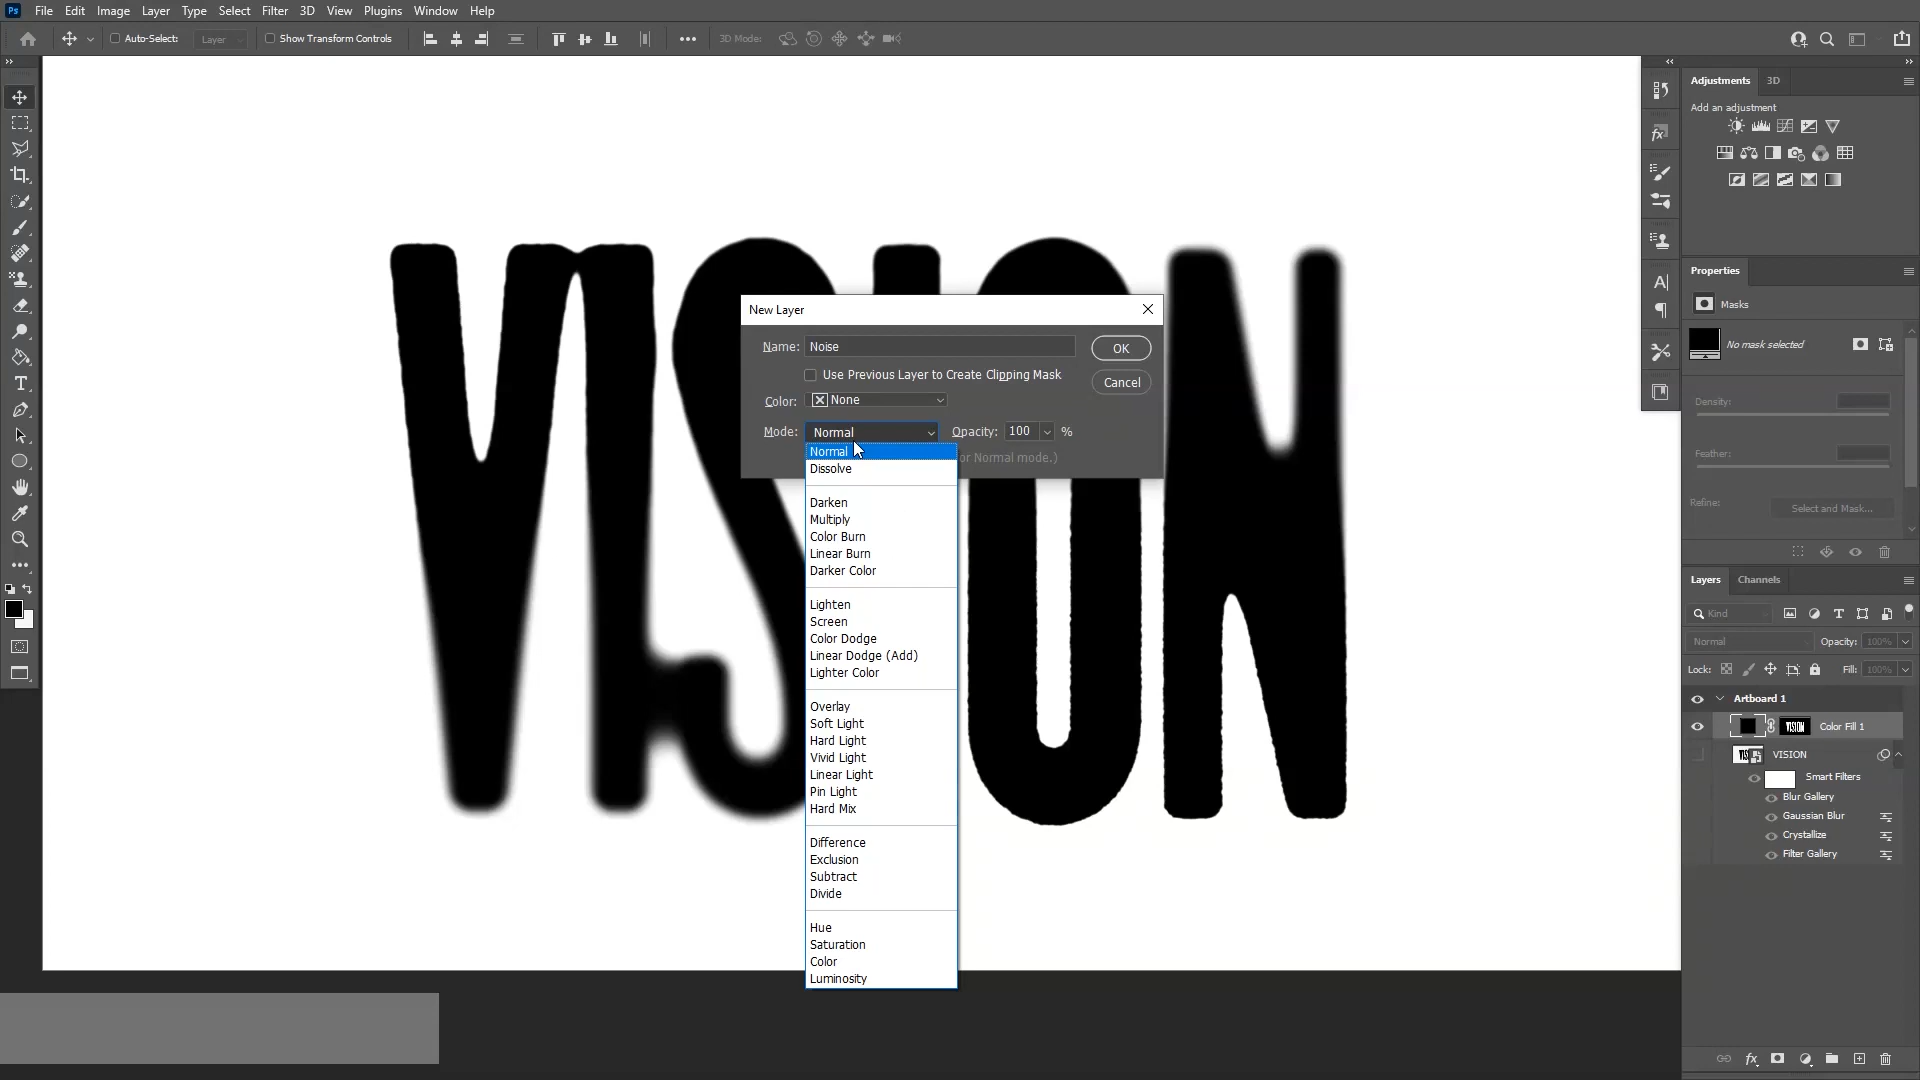 Ps File Edit Image Layer Type Select Filter 3D View Plugins Window Help
Auto-Select: Layer Show Transform Controls 3D Mode:
VISION
New Layer
Name: Noise
OK
Use Previous Layer to Create Clipping Mask
Cancel
Color: None
Mode: Normal Opacity: 100 %
or Normal mode.)
Normal
Dissolve
Darken
Multiply
Color Burn
Linear Burn
Darker Color
Lighten
Screen
Color Dodge
Linear Dodge (Add)
Lighter Color
Overlay
Soft Light
Hard Light
Vivid Light
Linear Light
Pin Light
Hard Mix
Difference
Exclusion
Subtract
Divide
Hue
Saturation
Color
Luminosity
Adjustments 3D
Add an adjustment
Properties
Masks
No mask selected
Density:
Feather:
Refine: Select and Mask...
Layers Channels
Kind
Normal Opacity: 100%
Lock: Fill: 100%
Artboard 1
VISION Color Fill 1
VISION
Smart Filters
Blur Gallery
Gaussian Blur
Crystallize
Filter Gallery